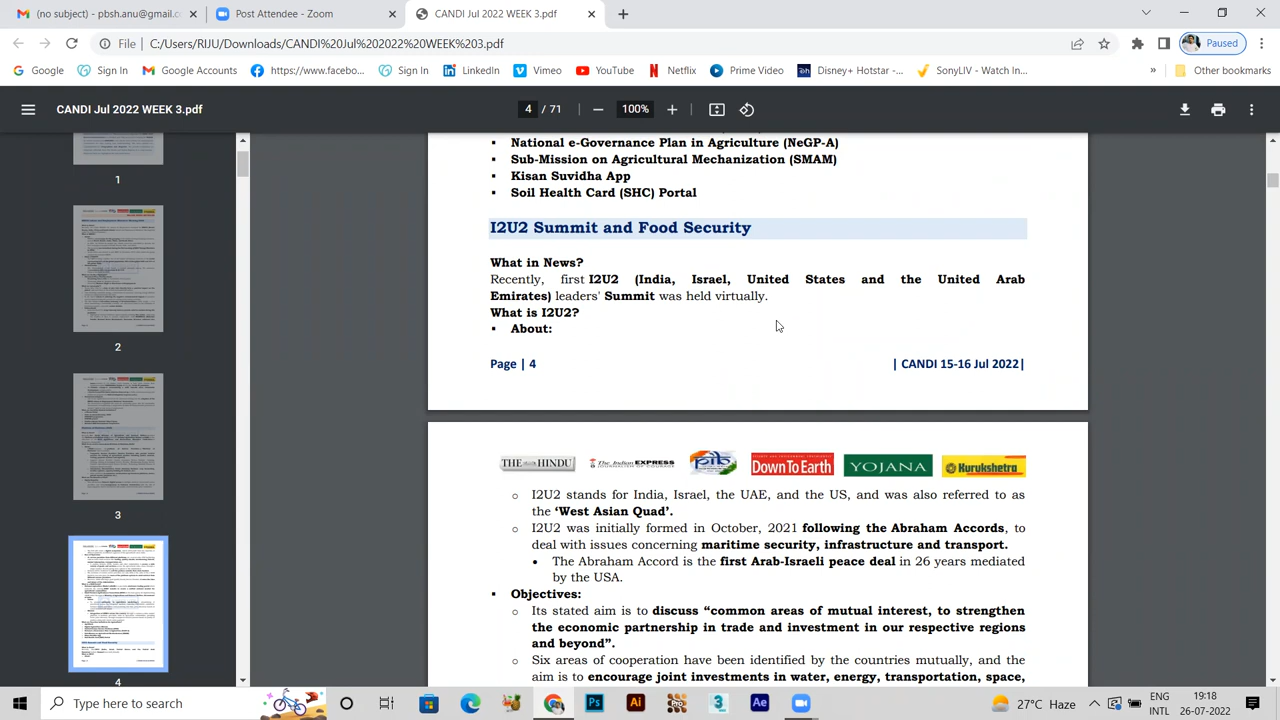 (no subject) - pbsh.anu@gmail.c
Post Attendee - Zoom
CANDI Jul 2022 WEEK 3.pdf
File
C:/Users/RIJU/Downloads/CANDI%20Jul%202022%20WEEK%203.pdf
Paused
Google
Sign In
Google Accounts
https://www.facebo...
Sign In
LinkedIn
Vimeo
YouTube
Netflix
Prime Video
Disney+ Hotstar -...
SonyLIV - Watch In...
»
Other bookmarks
CANDI Jul 2022 WEEK 3.pdf
4 / 71
100%
1
2
3
4
▪ National e-Governance Plan in Agriculture (NeGP-A)
▪ Sub-Mission on Agricultural Mechanization (SMAM)
▪ Kisan Suvidha App
▪ Soil Health Card (SHC) Portal
I2U2 Summit and Food Security
What in News?
Recently, first I2U2 (India, Israel, United States and the United Arab
Emirates) leaders' Summit was held virtually.
What is I2U2?
▪ About:
Page | 4
| CANDI 15-16 Jul 2022|
THE HINDU
The Indian EXPRESS
DownToEarth
YOJANA
Kurukshetra
o I2U2 stands for India, Israel, the UAE, and the US, and was also referred to as
the ‘West Asian Quad’.
o I2U2 was initially formed in October, 2021 following the Abraham Accords, to
deal with issues concerning maritime security, infrastructure and transport.
▪ The Abraham Accord is the first Arab-Israeli peace deal in 26 years mediated
by the USA.
▪ Objectives:
o Its stated aim is to discuss “common areas of mutual interest, to strengthen
the economic partnership in trade and investment in our respective regions
and beyond”.
o Six areas of cooperation have been identified by the countries mutually, and the
aim is to encourage joint investments in water, energy, transportation, space,
Type here to search
27°C Haze
ENG
INTL
19:18
26-07-2022